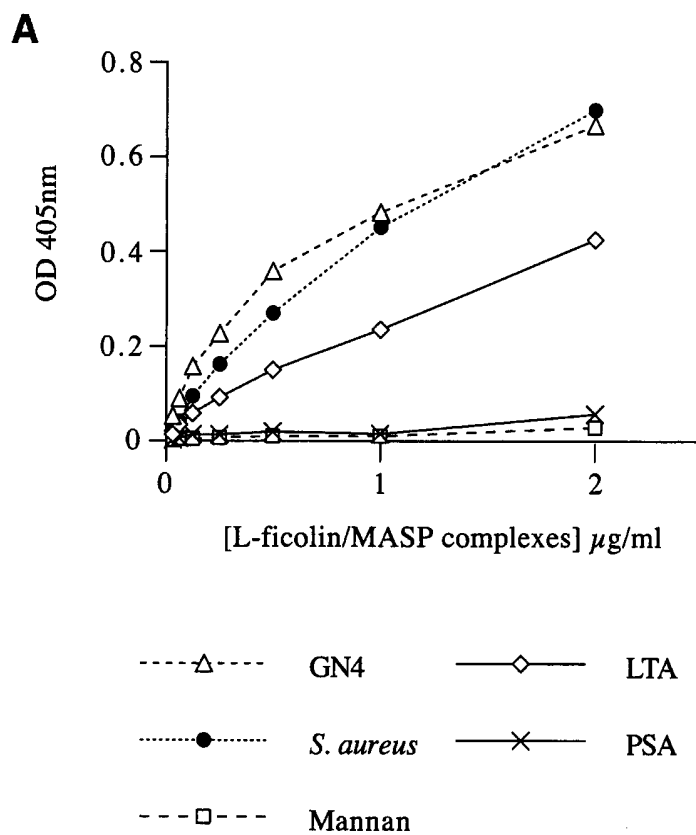 A
0.8
0.6
0.4
0.2
0
OD 405nm
0 1 2
[L-ficolin/MASP complexes] µg/ml
GN4 LTA
S. aureus PSA
Mannan